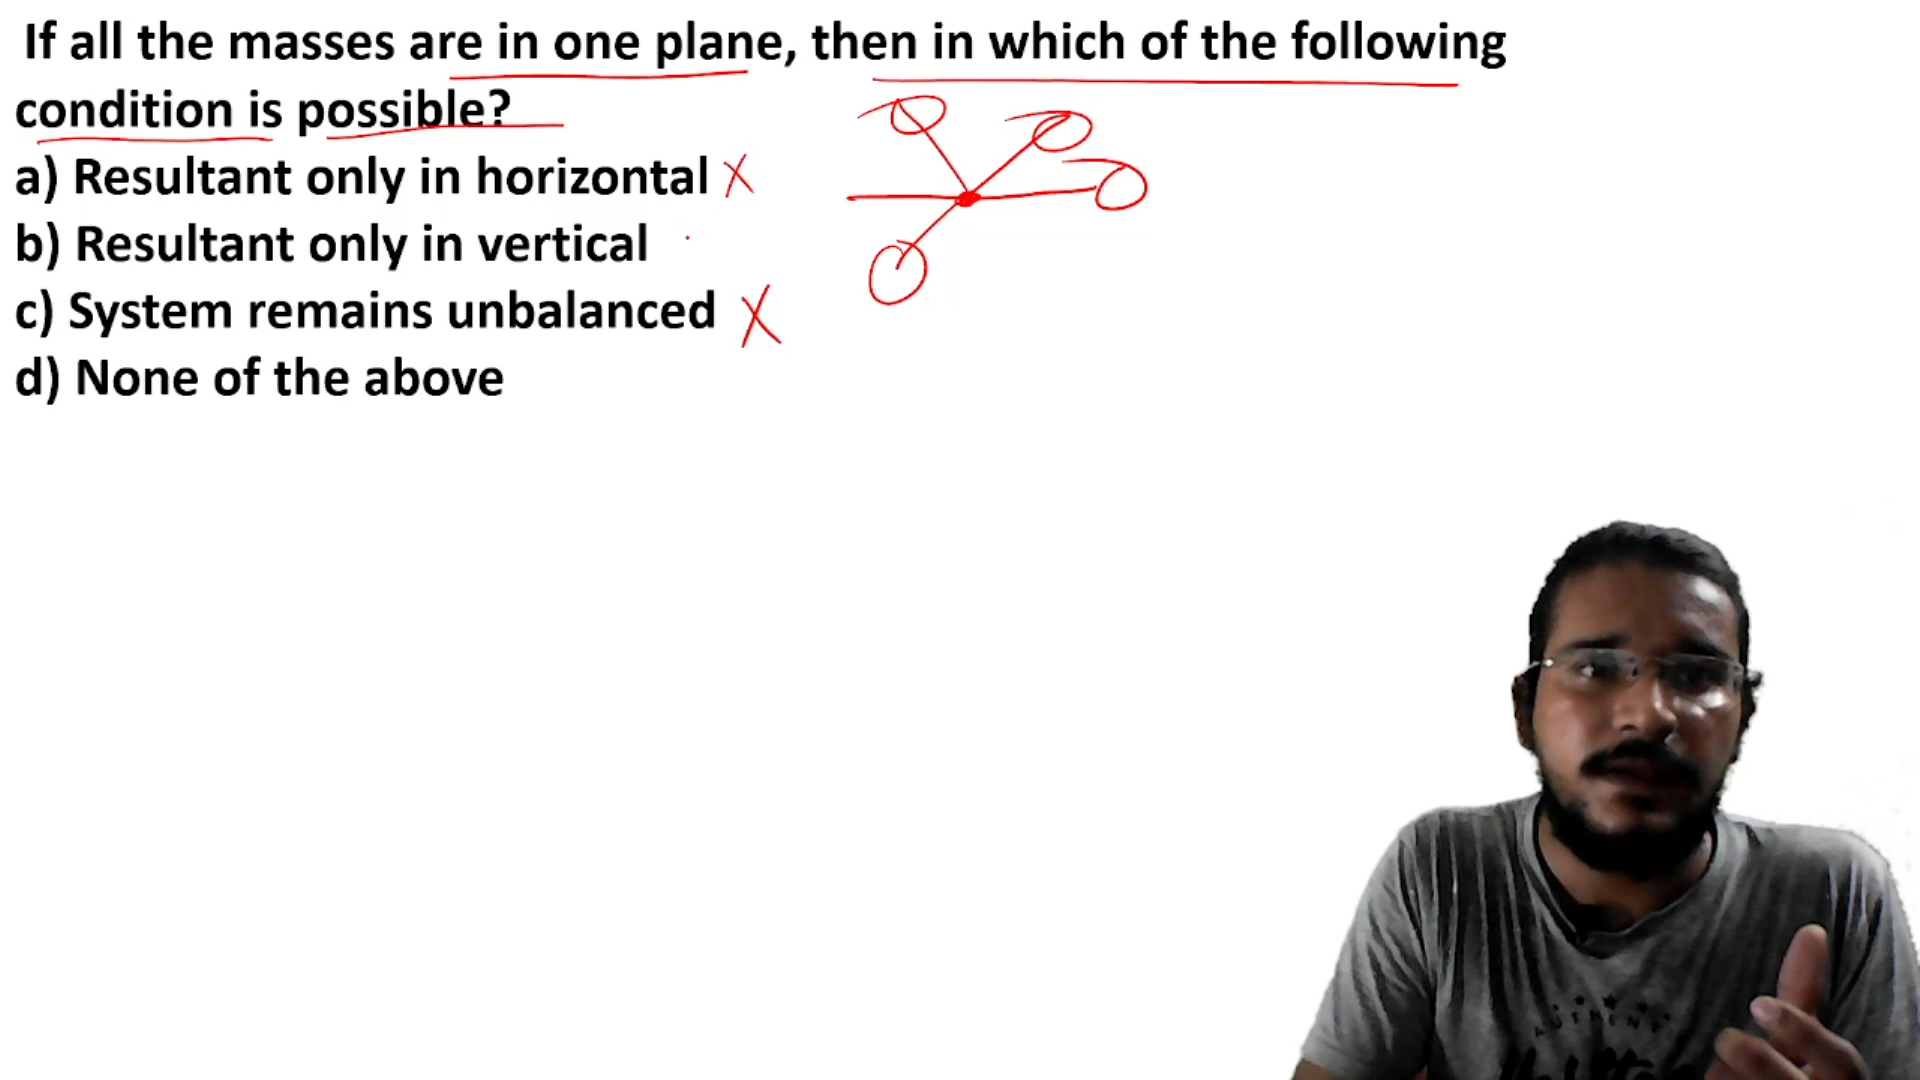 If all the masses are in one plane, then in which of the following
condition is possible?
a) Resultant only in horizontal X
b) Resultant only in vertical
c) System remains unbalanced X
d) None of the above